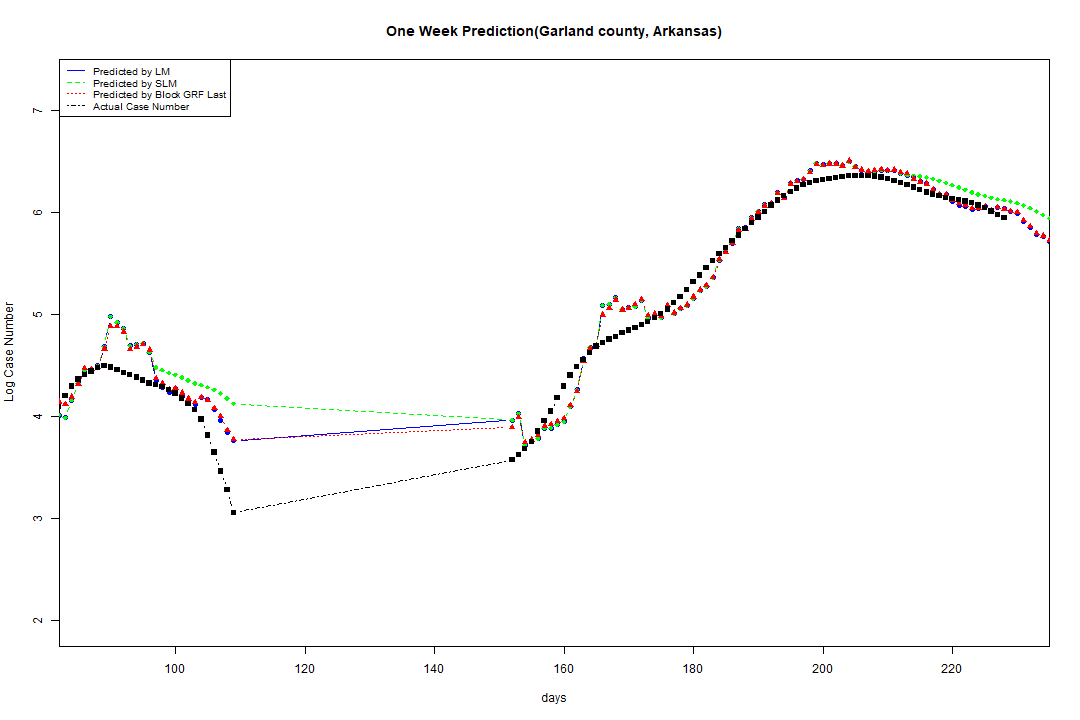 One Week Prediction(Garland county, Arkansas)
Predicted by LM
Predicted by SLM
Predicted by Block GRF Last
Actual Case Number
Log Case Number
7
6
5
4
3
2
100 120 140 160 180 200 220
days